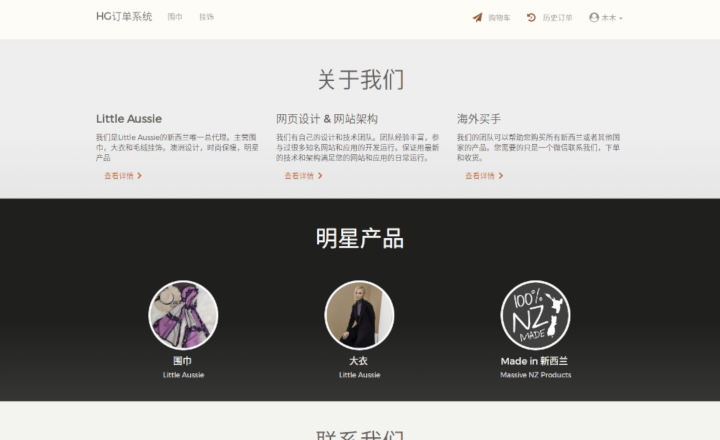 HG订单系统 围巾 挂饰 购物车 历史订单 木木
关于我们
Little Aussie
我们是Little Aussie的新西兰唯一总代理。主营围
巾、大衣和毛绒挂饰。澳洲设计，时尚保暖，明星
产品
查看详情
网页设计 & 网站架构
我们有自己的设计和技术团队。团队经验丰富，参
与过很多知名网站和应用的开发运行。保证用最新
的技术和架构满足您的网站和应用的日常运行。
查看详情
海外买手
我们的团队可以帮助您购买所有新西兰或者其他国
家的产品。您需要的只是一个微信联系我们，下单
和收货。
查看详情
明星产品
围巾
Little Aussie
大衣
Little Aussie
100%
NZ
MADE
Made in 新西兰
Massive NZ Products
联系我们